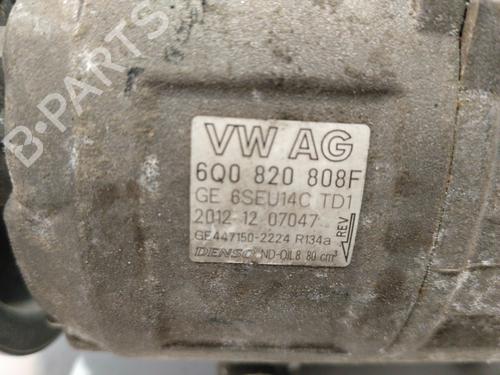 B-PARTS
VW AG
6Q0 820 808F
GE 6SEU14C TD1
2012-12 07047
GE447150-2224 R134a
DENSO ND-OIL8 80 cm³
REV